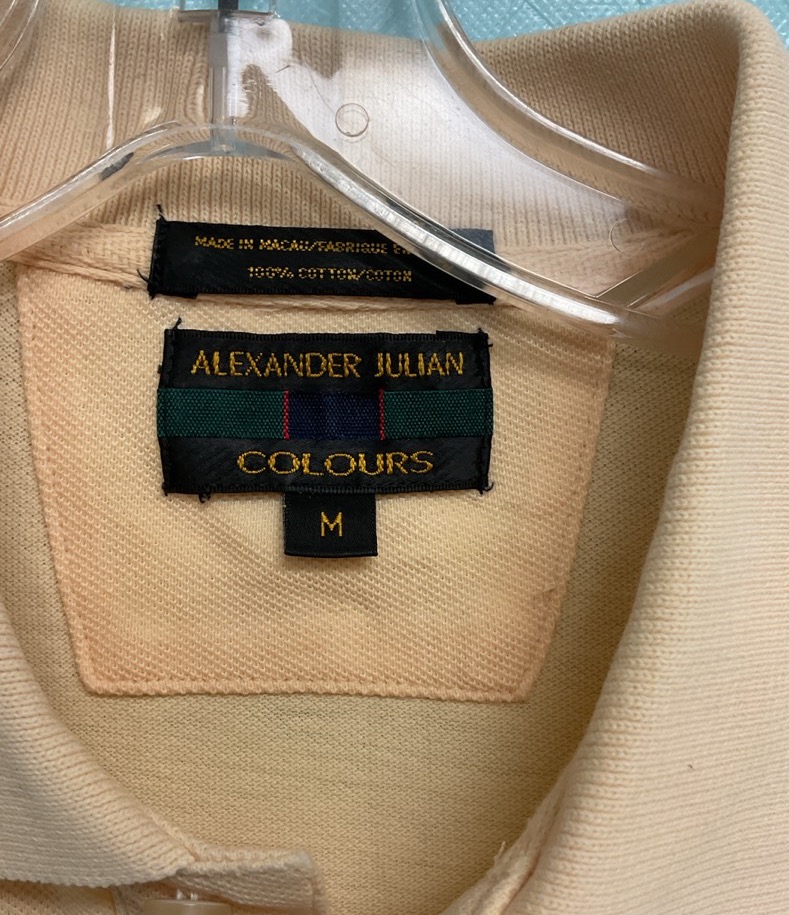 MADE IN MACAU/FABRIQUE E
100% COTTON/COTON
ALEXANDER JULIAN
COLOURS
M